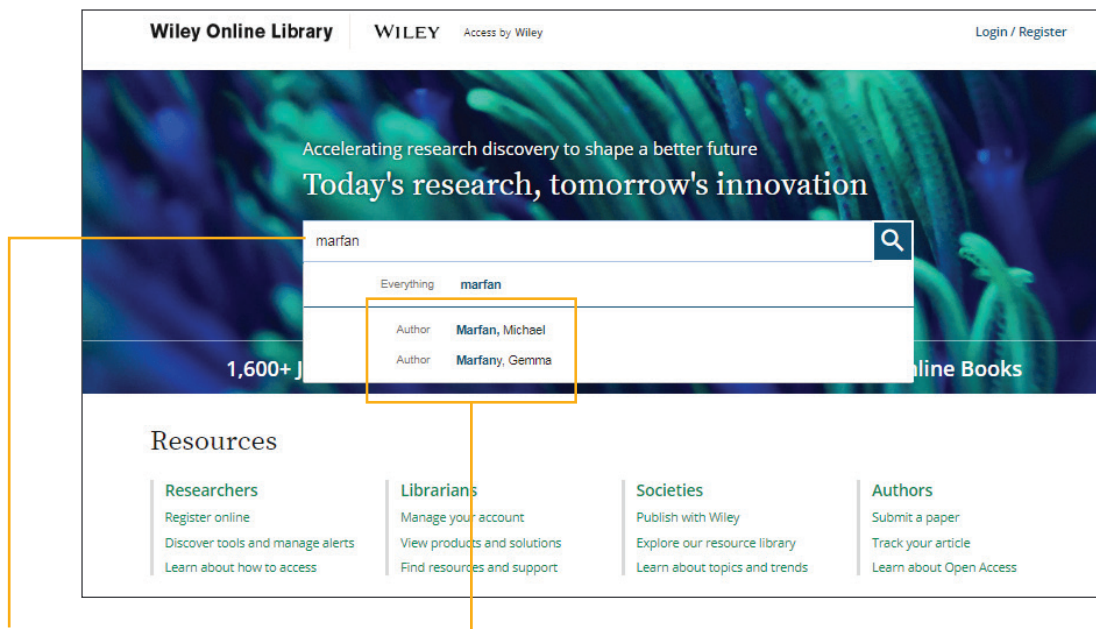 Wiley Online Library WILEY Access by Wiley Login / Register
Accelerating research discovery to shape a better future
Today's research, tomorrow's innovation
marfan
Everything marfan
Author Marfan, Michael
Author Marfany, Gemma
1,600+ J
nline Books
Resources
Researchers
Register online
Discover tools and manage alerts
Learn about how to access
Librarians
Manage your account
View products and solutions
Find resources and support
Societies
Publish with Wiley
Explore our resource library
Learn about topics and trends
Authors
Submit a paper
Track your article
Learn about Open Access